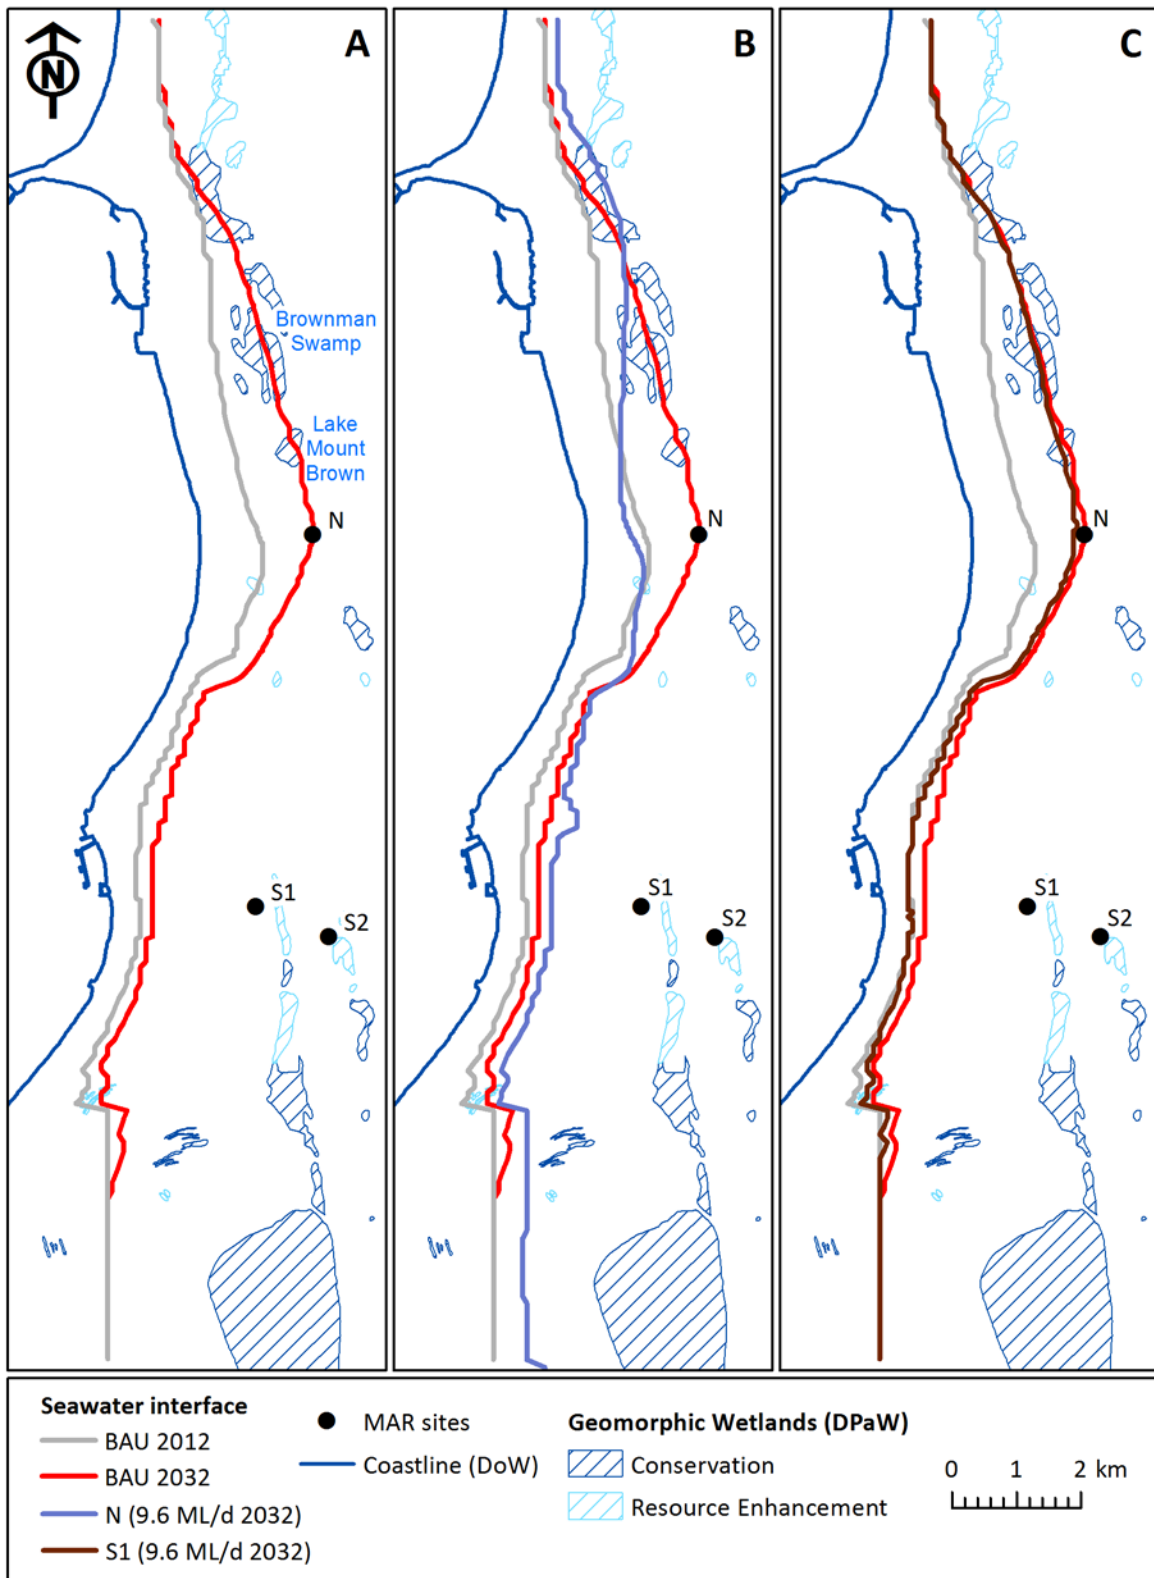 A
B
C
N
Brownman
Swamp
Lake
Mount
Brown
N
N
N
S1
S2
S1
S2
S1
S2
Seawater interface
BAU 2012
BAU 2032
N (9.6 ML/d 2032)
S1 (9.6 ML/d 2032)
MAR sites
Coastline (DoW)
Geomorphic Wetlands (DPaW)
Conservation
Resource Enhancement
0 1 2 km